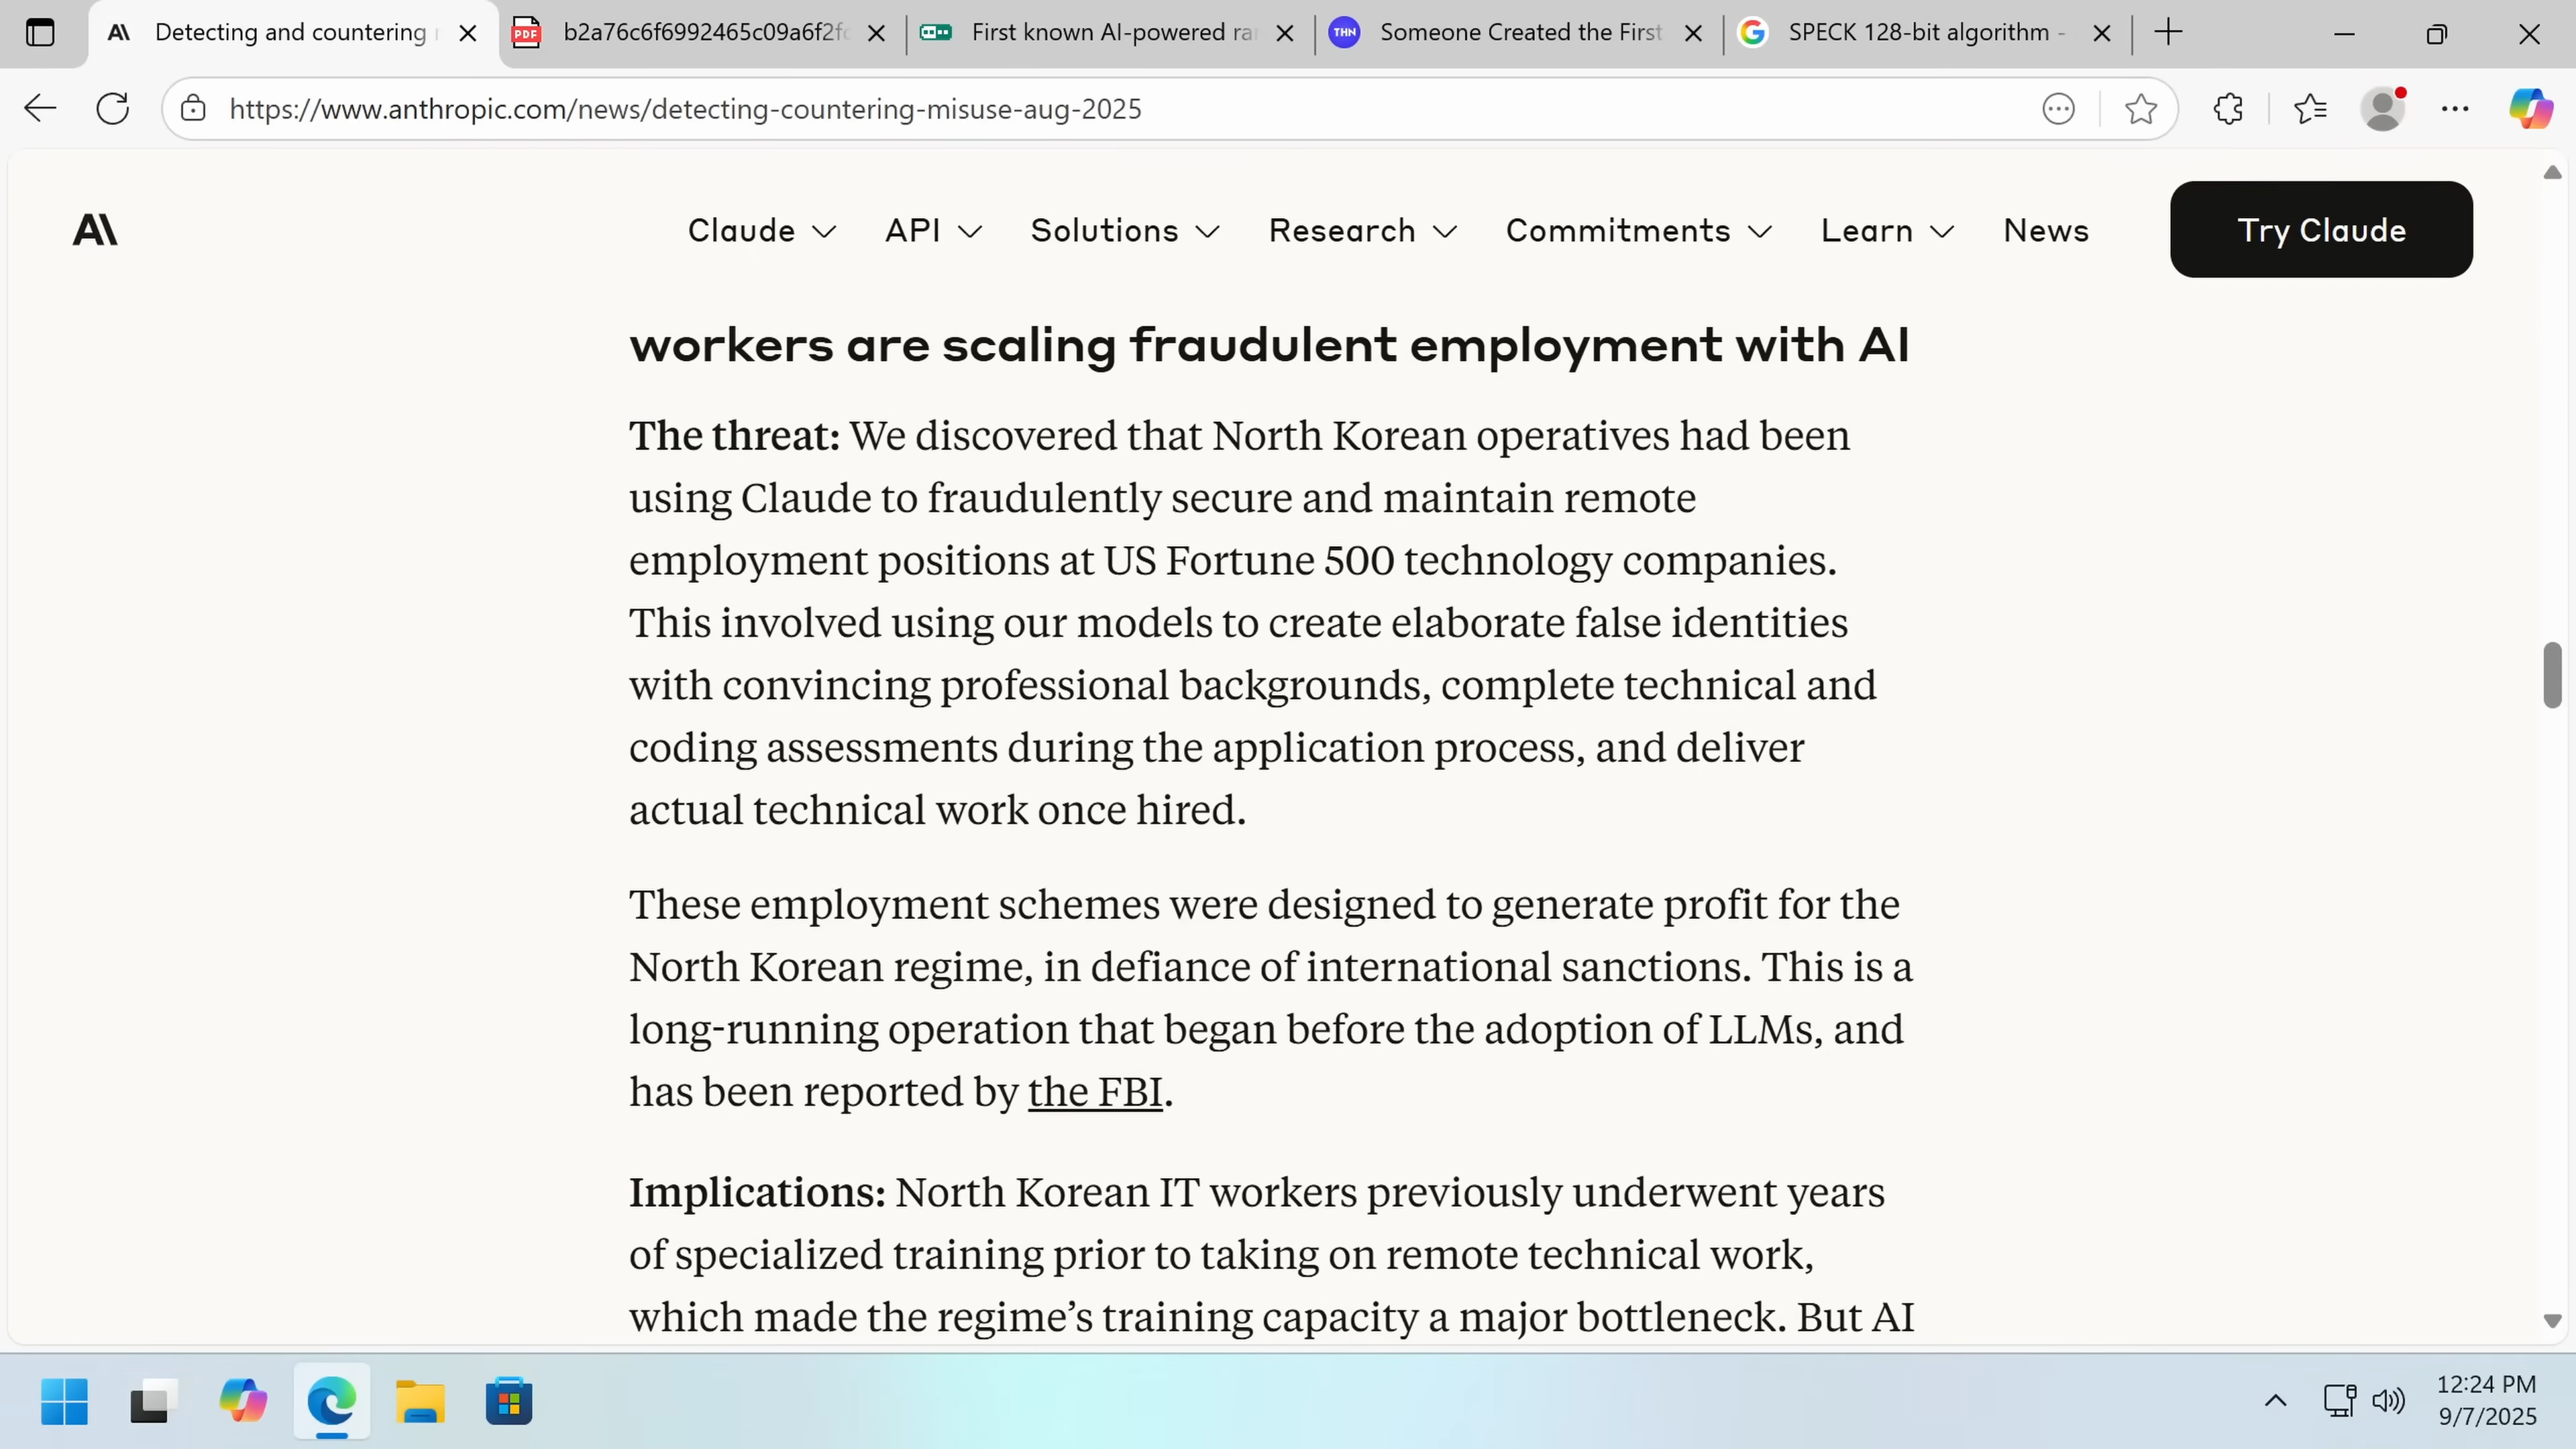 Detecting and countering
b2a76c6f6992465c09a6f2f
First known AI-powered
THN
Someone Created the First
SPECK 128-bit algorithm -
PDF
https://www.anthropic.com/news/detecting-countering-misuse-aug-2025
Claude
API
Solutions
Research
Commitments
Learn
News
Try Claude
workers are scaling fraudulent employment with AI
The threat: We discovered that North Korean operatives had been
using Claude to fraudulently secure and maintain remote
employment positions at US Fortune 500 technology companies.
This involved using our models to create elaborate false identities
with convincing professional backgrounds, complete technical and
coding assessments during the application process, and deliver
actual technical work once hired.
These employment schemes were designed to generate profit for the
North Korean regime, in defiance of international sanctions. This is a
long-running operation that began before the adoption of LLMs, and
has been reported by the FBI.
Implications: North Korean IT workers previously underwent years
of specialized training prior to taking on remote technical work,
which made the regime’s training capacity a major bottleneck. But AI
12:24 PM
9/7/2025